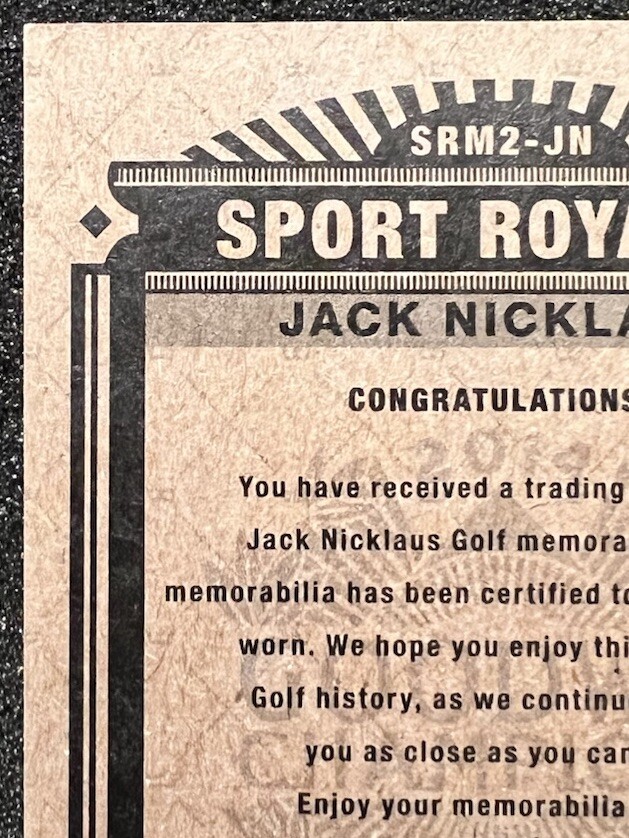 SRM2-JN
SPORT ROYA
JACK NICKLA
CONGRATULATIONS
You have received a trading
Jack Nicklaus Golf memora
memorabilia has been certified to
worn. We hope you enjoy thi
Golf history, as we continu
you as close as you can
Enjoy your memorabilia